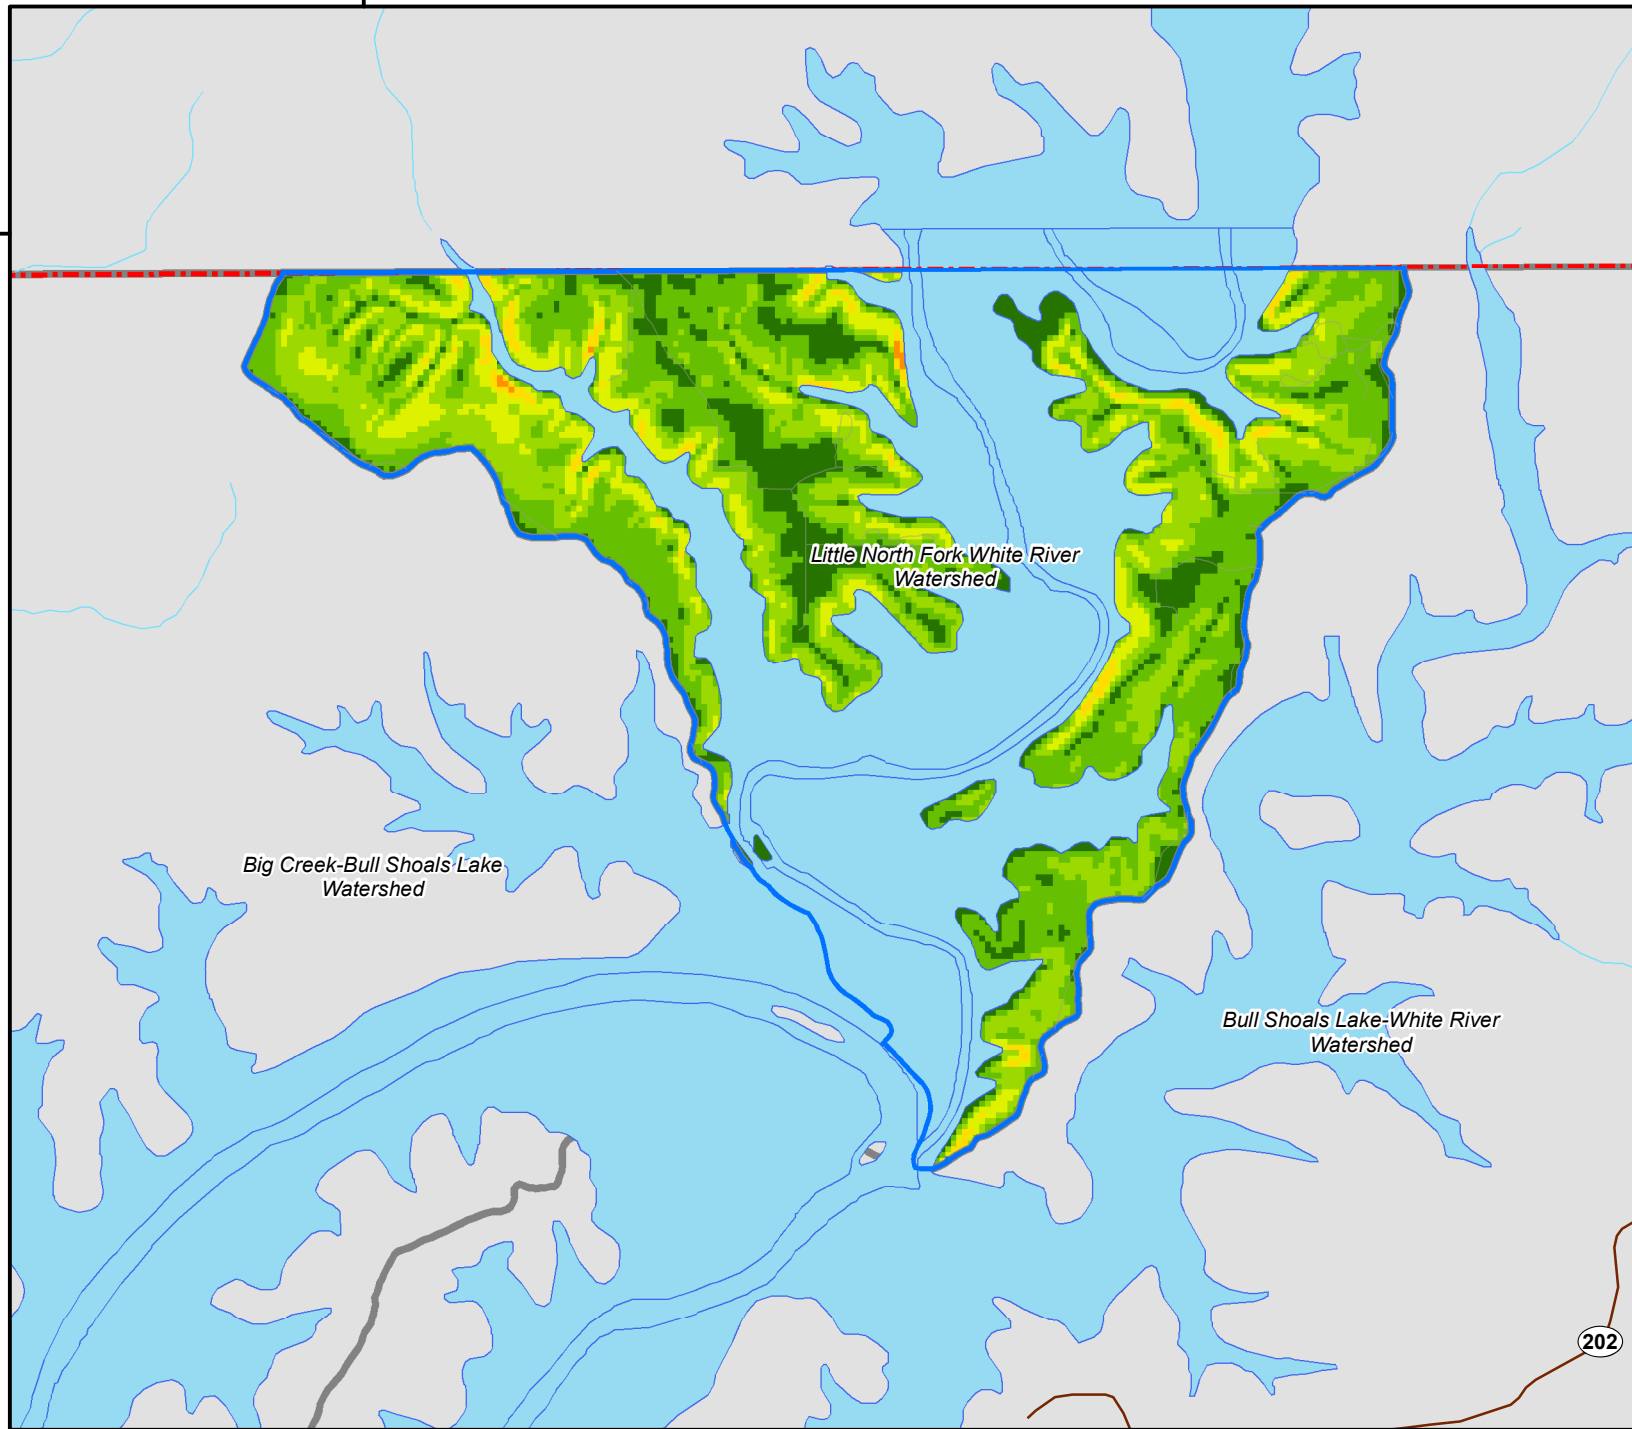 Little North Fork White River
Watershed
Big Creek-Bull Shoals Lake
Watershed
Bull Shoals Lake-White River
Watershed
202